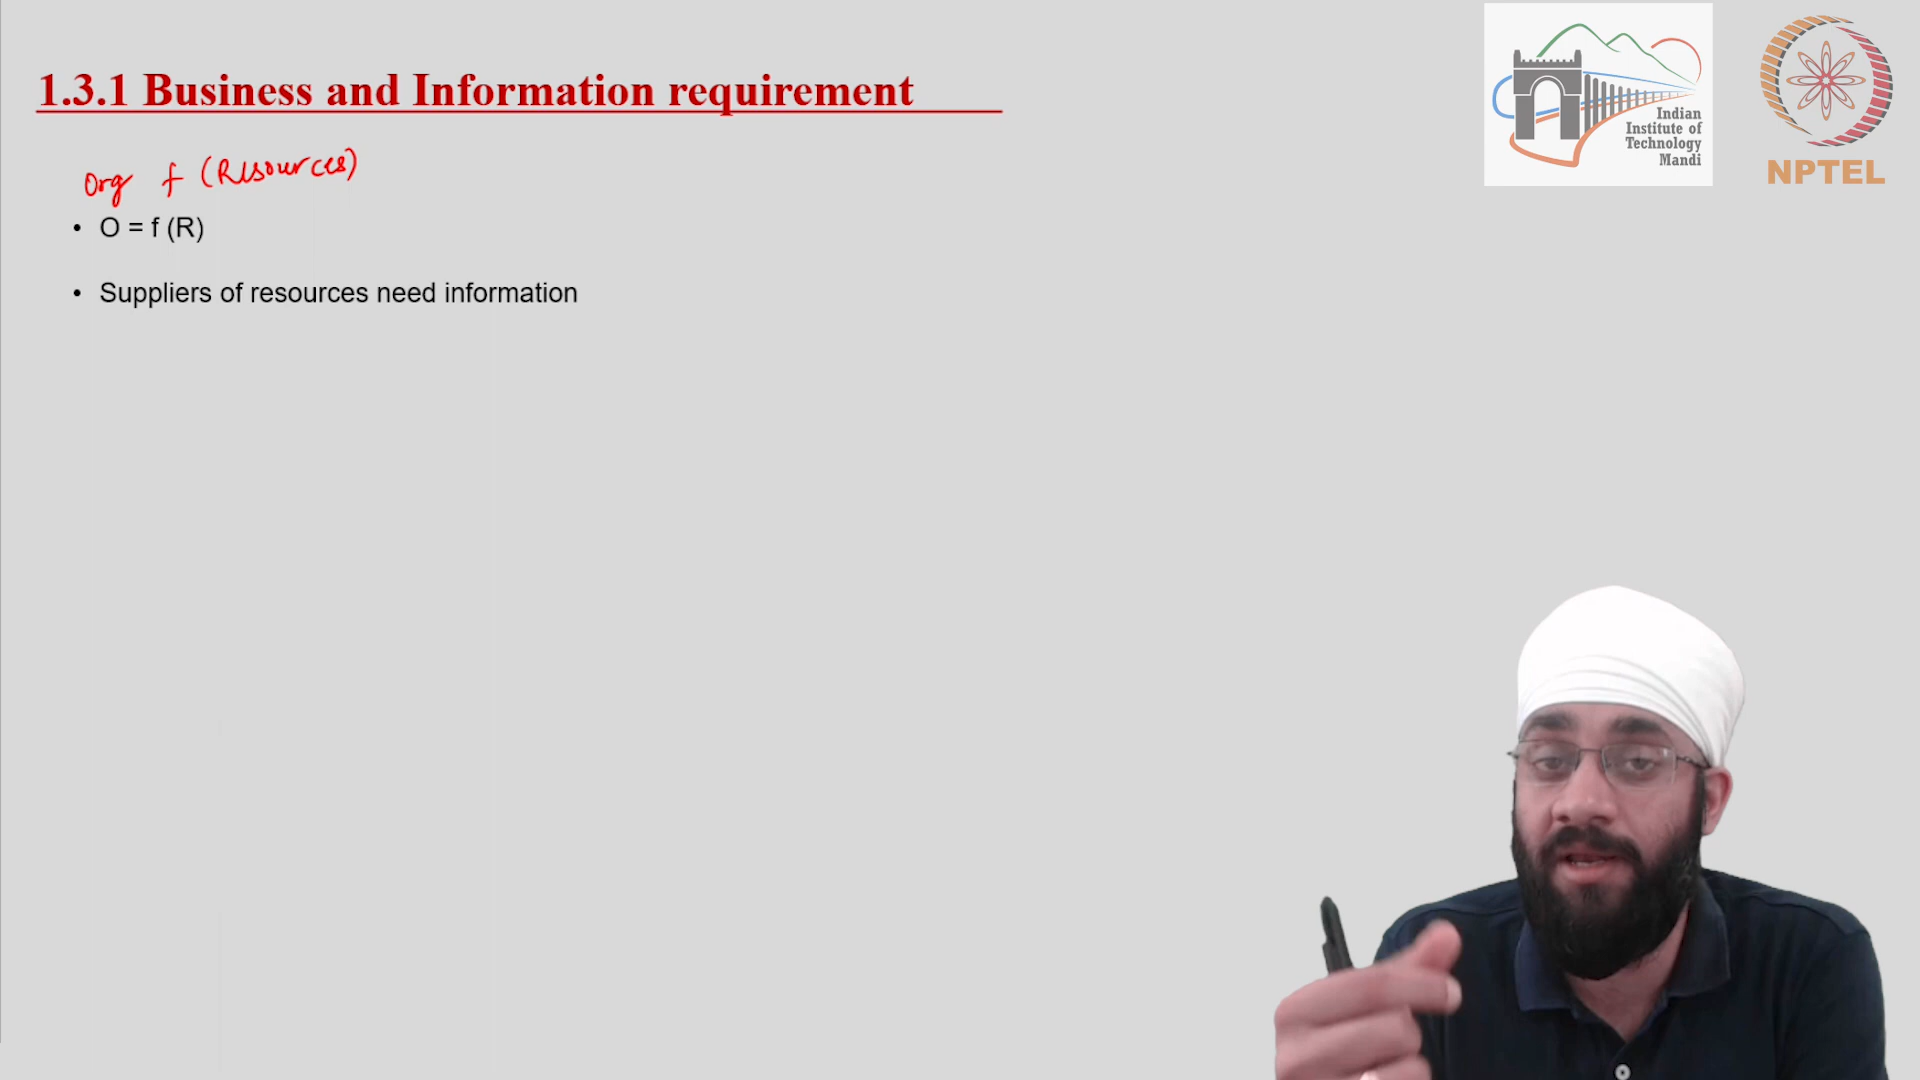 1.3.1 Business and Information requirement
Org f (Resources)
• O = f (R)
• Suppliers of resources need information
Indian
Institute of
Technology
Mandi
NPTEL